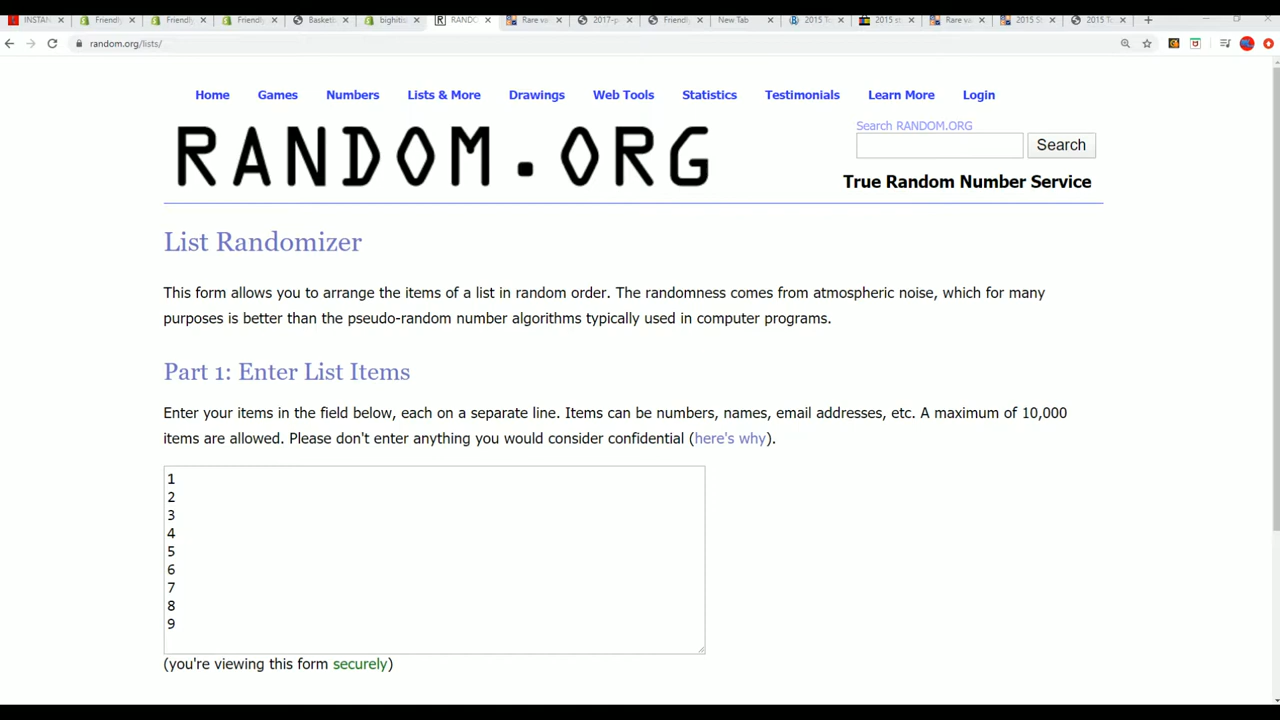 INSTAN
Friendly
Friendly
Friendly
Basketb
bighitsu
RANDO
Rare va
2017-p
Friendly
New Tab
2015 To
2015 st
Rare va
2015 S
2015 To
random.org/lists/
Home Games Numbers Lists & More Drawings Web Tools Statistics Testimonials Learn More Login
RANDOM.ORG
Search RANDOM.ORG
Search
True Random Number Service
List Randomizer
This form allows you to arrange the items of a list in random order. The randomness comes from atmospheric noise, which for many
purposes is better than the pseudo-random number algorithms typically used in computer programs.
Part 1: Enter List Items
Enter your items in the field below, each on a separate line. Items can be numbers, names, email addresses, etc. A maximum of 10,000
items are allowed. Please don't enter anything you would consider confidential (here's why).
1
2
3
4
5
6
7
8
9
(you're viewing this form securely)